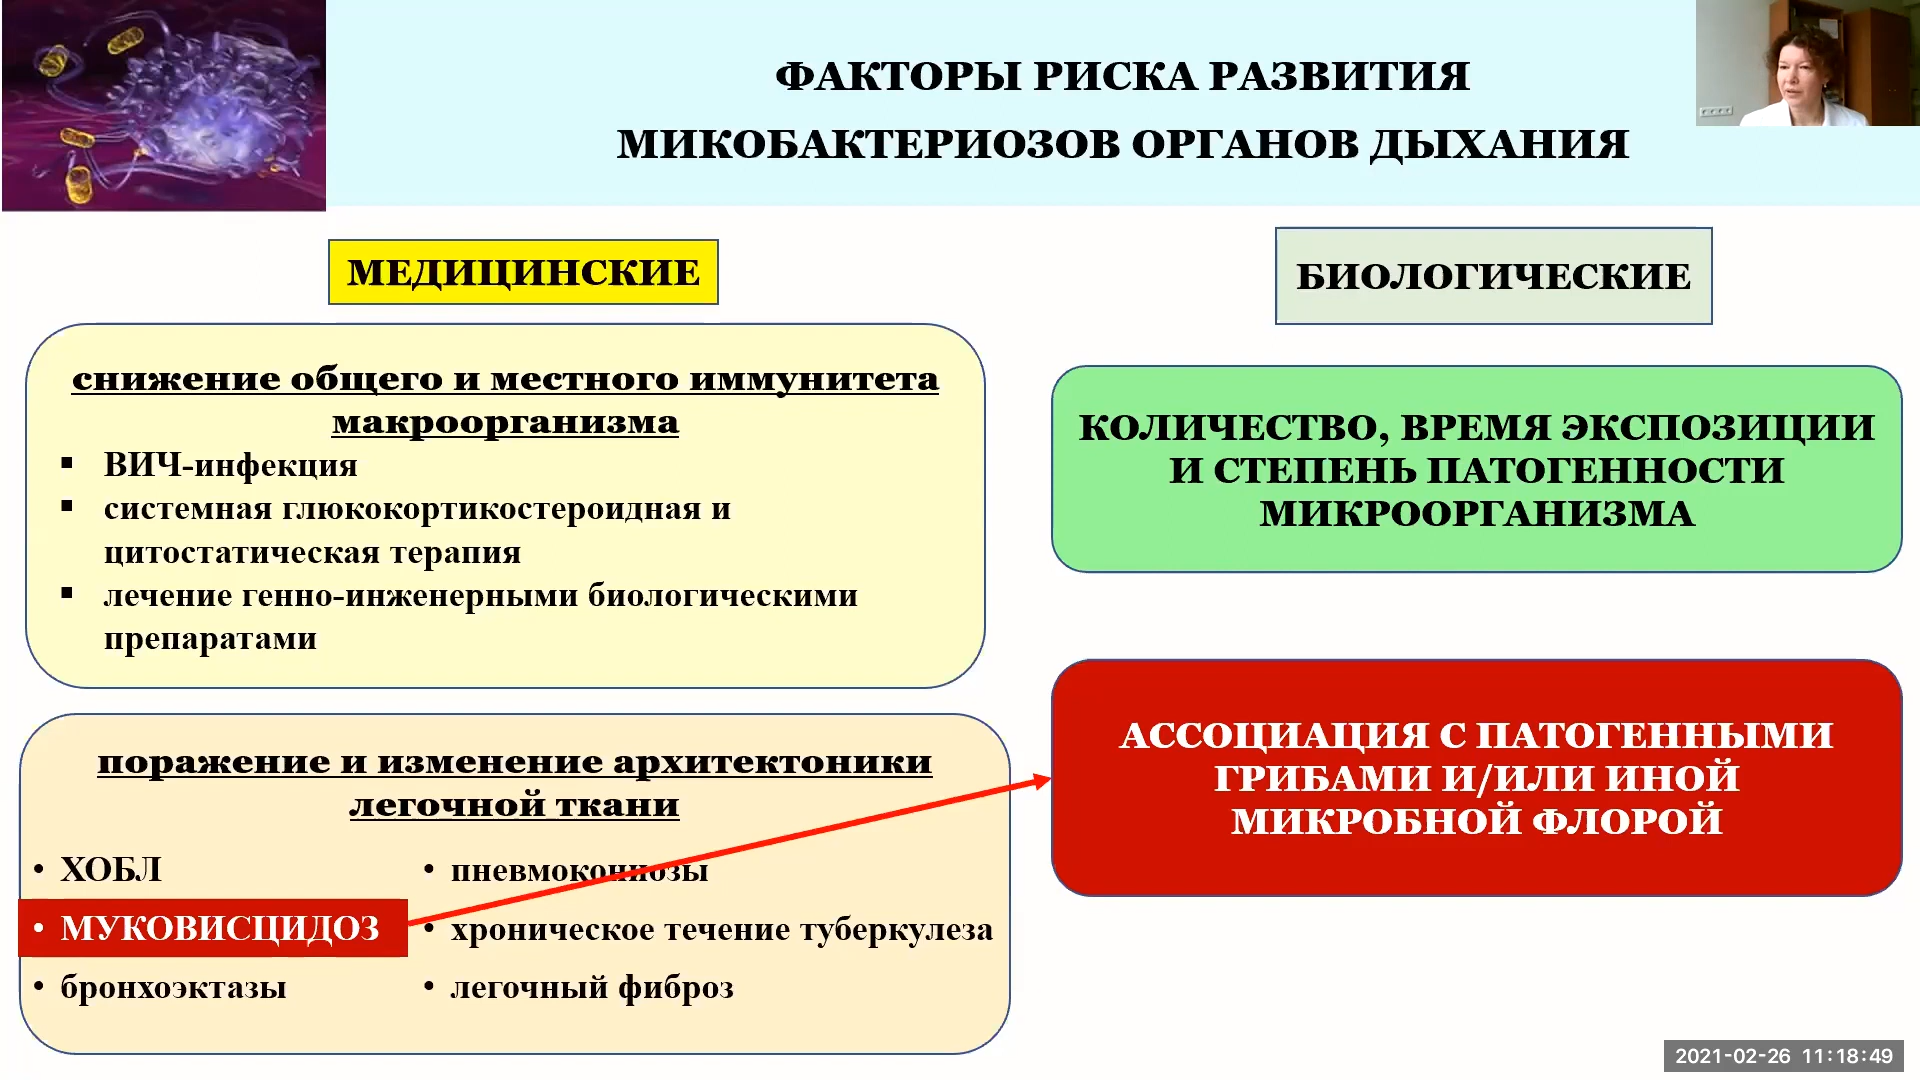 ФАКТОРЫ РИСКА РАЗВИТИЯ
МИКОБАКТЕРИОЗОВ ОРГАНОВ ДЫХАНИЯ
МЕДИЦИНСКИЕ
снижение общего и местного иммунитета
макроорганизма
▪ ВИЧ-инфекция
▪ системная глюкокортикостероидная и
цитостатическая терапия
▪ лечение генно-инженерными биологическими
препаратами
поражение и изменение архитектоники
легочной ткани
• ХОБЛ
• МУКОВИСЦИДОЗ
• бронхоэктазы
• пневмокониозы
• хроническое течение туберкулеза
• легочный фиброз
БИОЛОГИЧЕСКИЕ
КОЛИЧЕСТВО, ВРЕМЯ ЭКСПОЗИЦИИ
И СТЕПЕНЬ ПАТОГЕННОСТИ
МИКРООРГАНИЗМА
АССОЦИАЦИЯ С ПАТОГЕННЫМИ
ГРИБАМИ И/ИЛИ ИНОЙ
МИКРОБНОЙ ФЛОРОЙ
2021-02-26 11:18:49